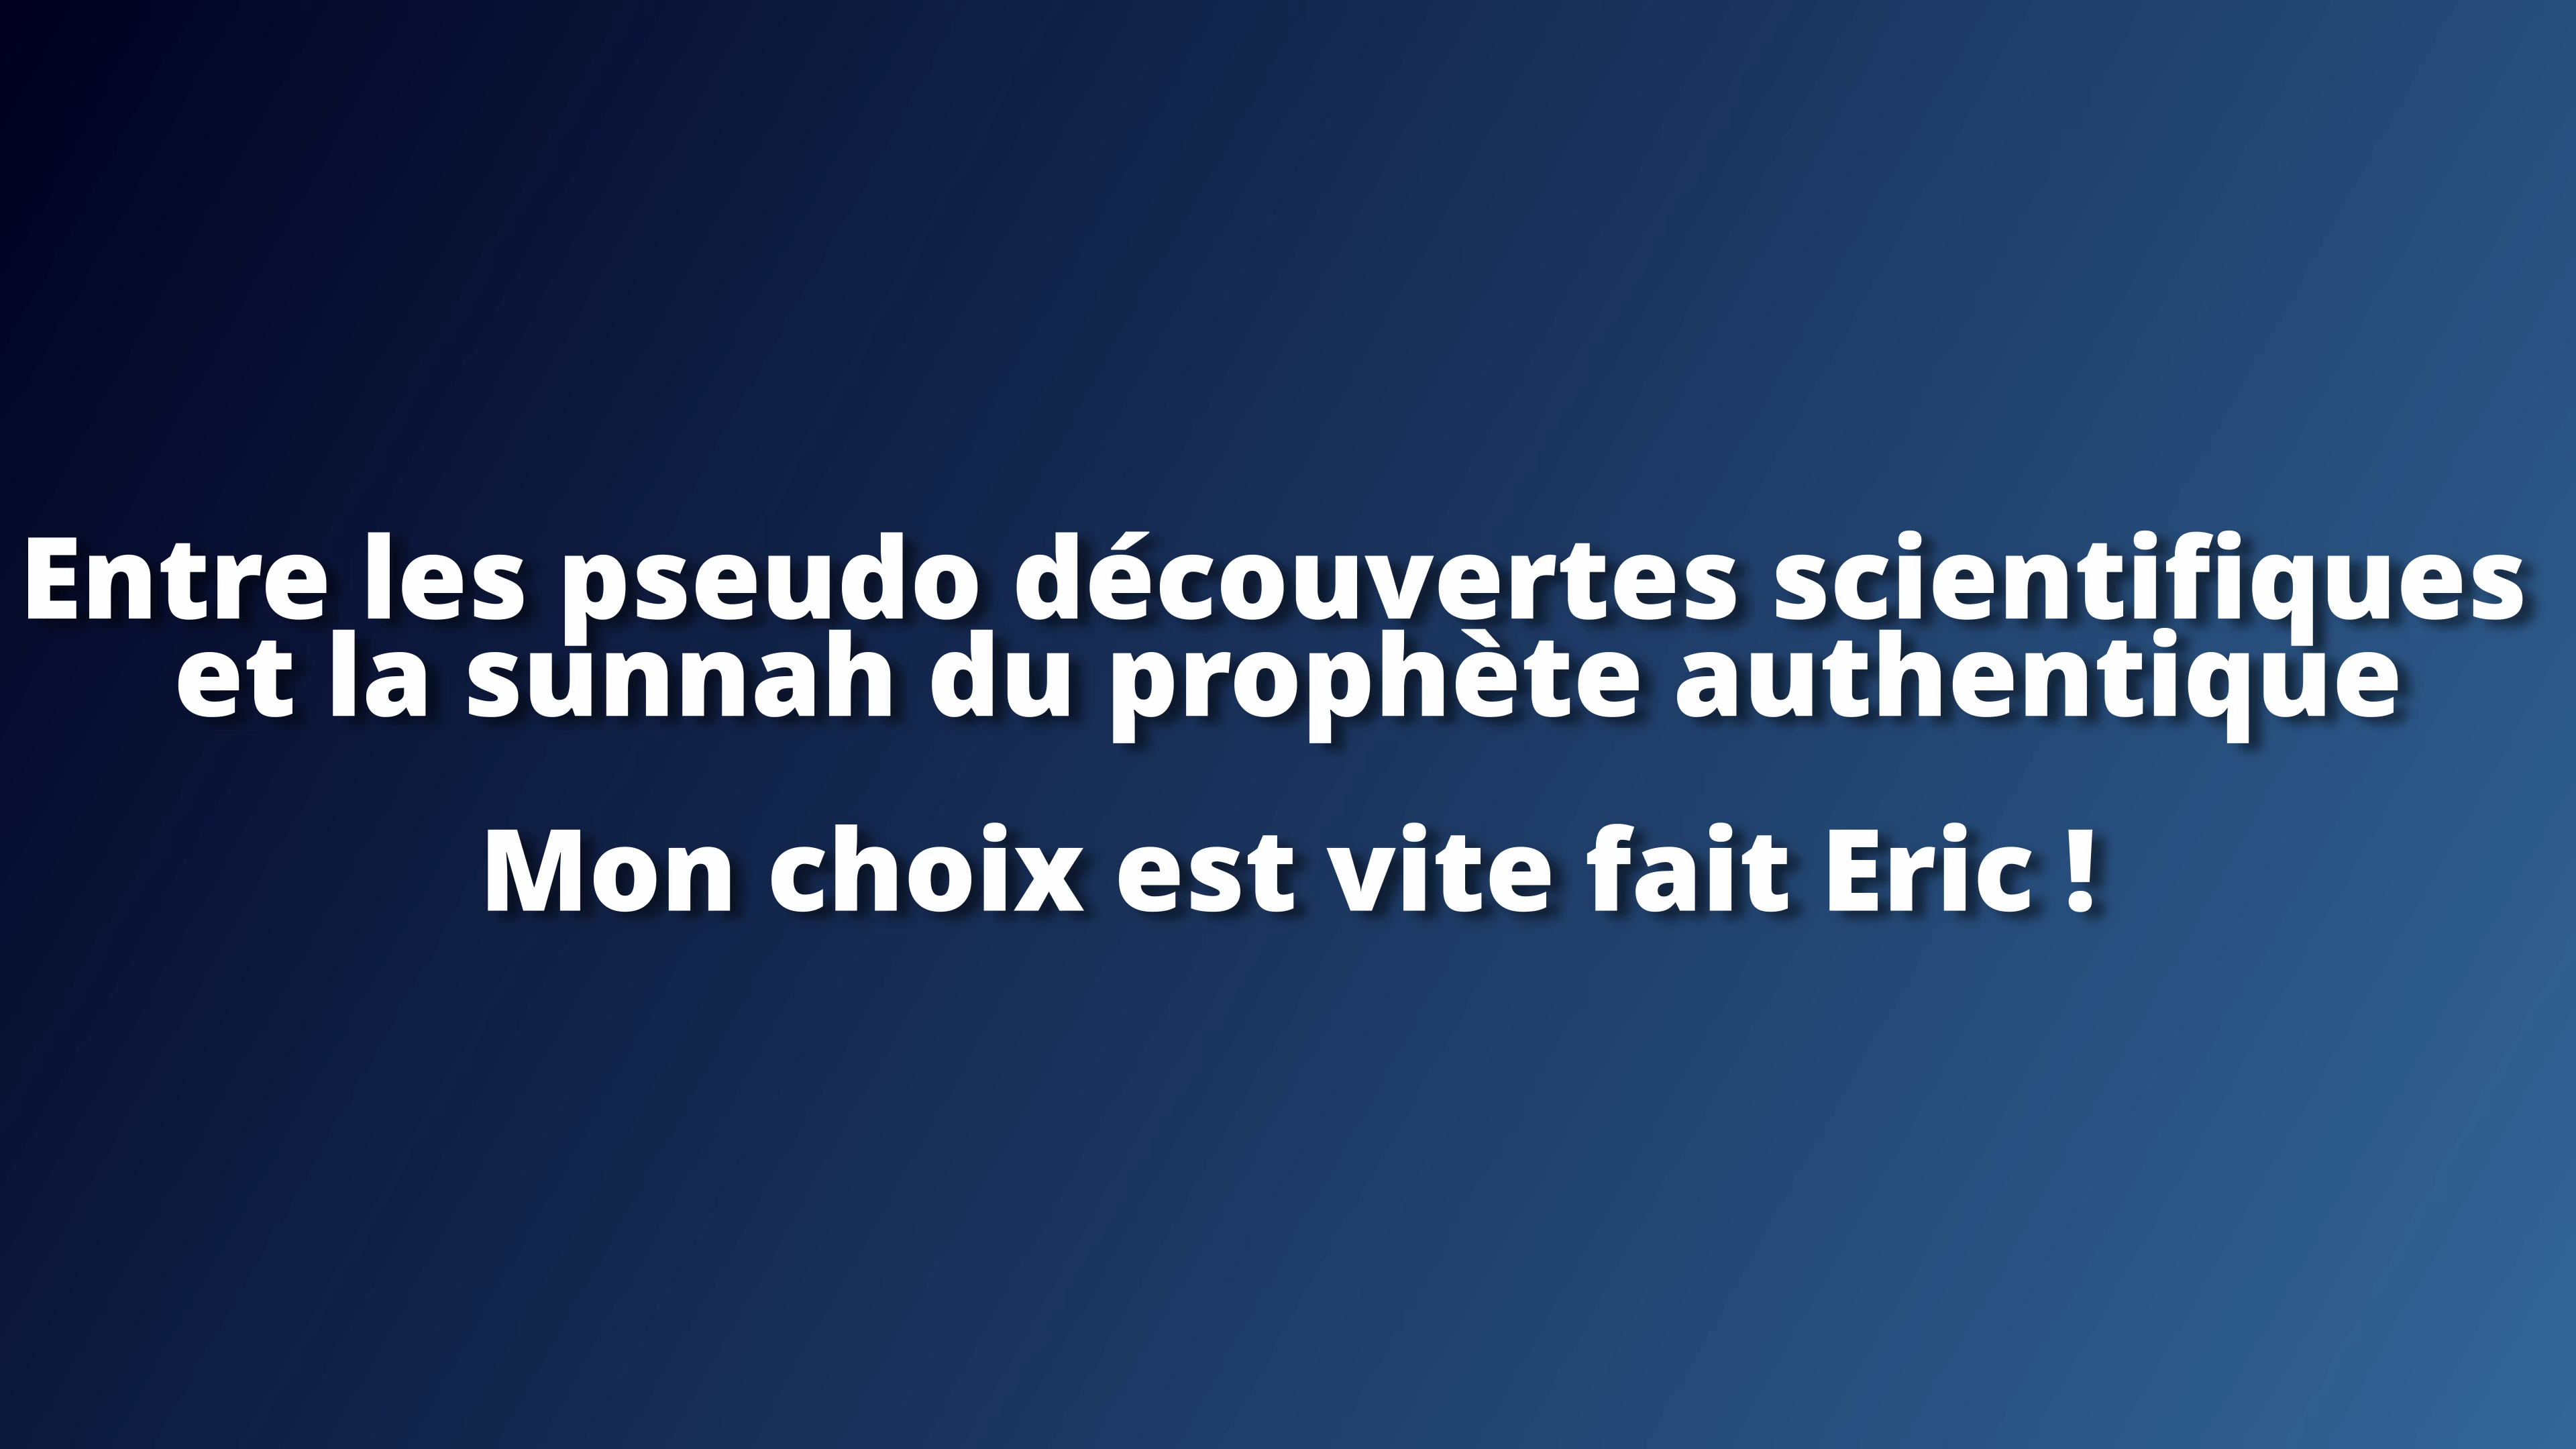 Entre les pseudo découvertes scientifiques
et la sunnah du prophète authentique
Mon choix est vite fait Eric !